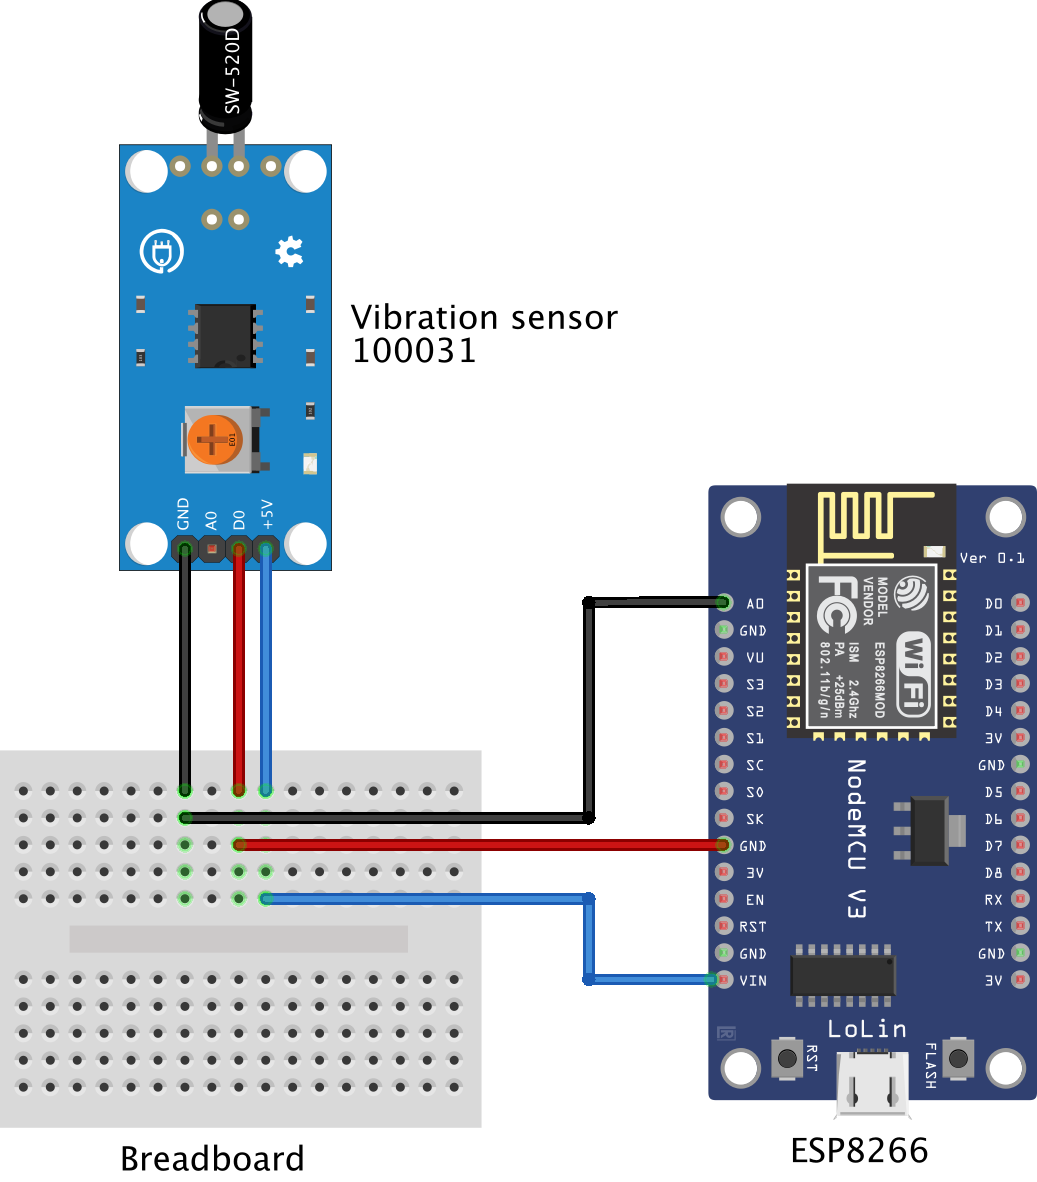 SW-520D
Vibration sensor
100031
E01
GND
A0
D0
+5V
Ver 0.1
MODEL
VENDOR
ESP8266MOD
ISM 2.4Ghz
PA +25dBm
802.11b/g/n
FC
WiFi
A0
GND
VU
S3
S2
S1
SC
S0
SK
GND
3V
EN
RST
GND
VIN
D0
D1
D2
D3
D4
3V
GND
D5
D6
D7
D8
RX
TX
GND
3V
NodeMCU V3
LoLin
RST
FLASH
Breadboard
ESP8266